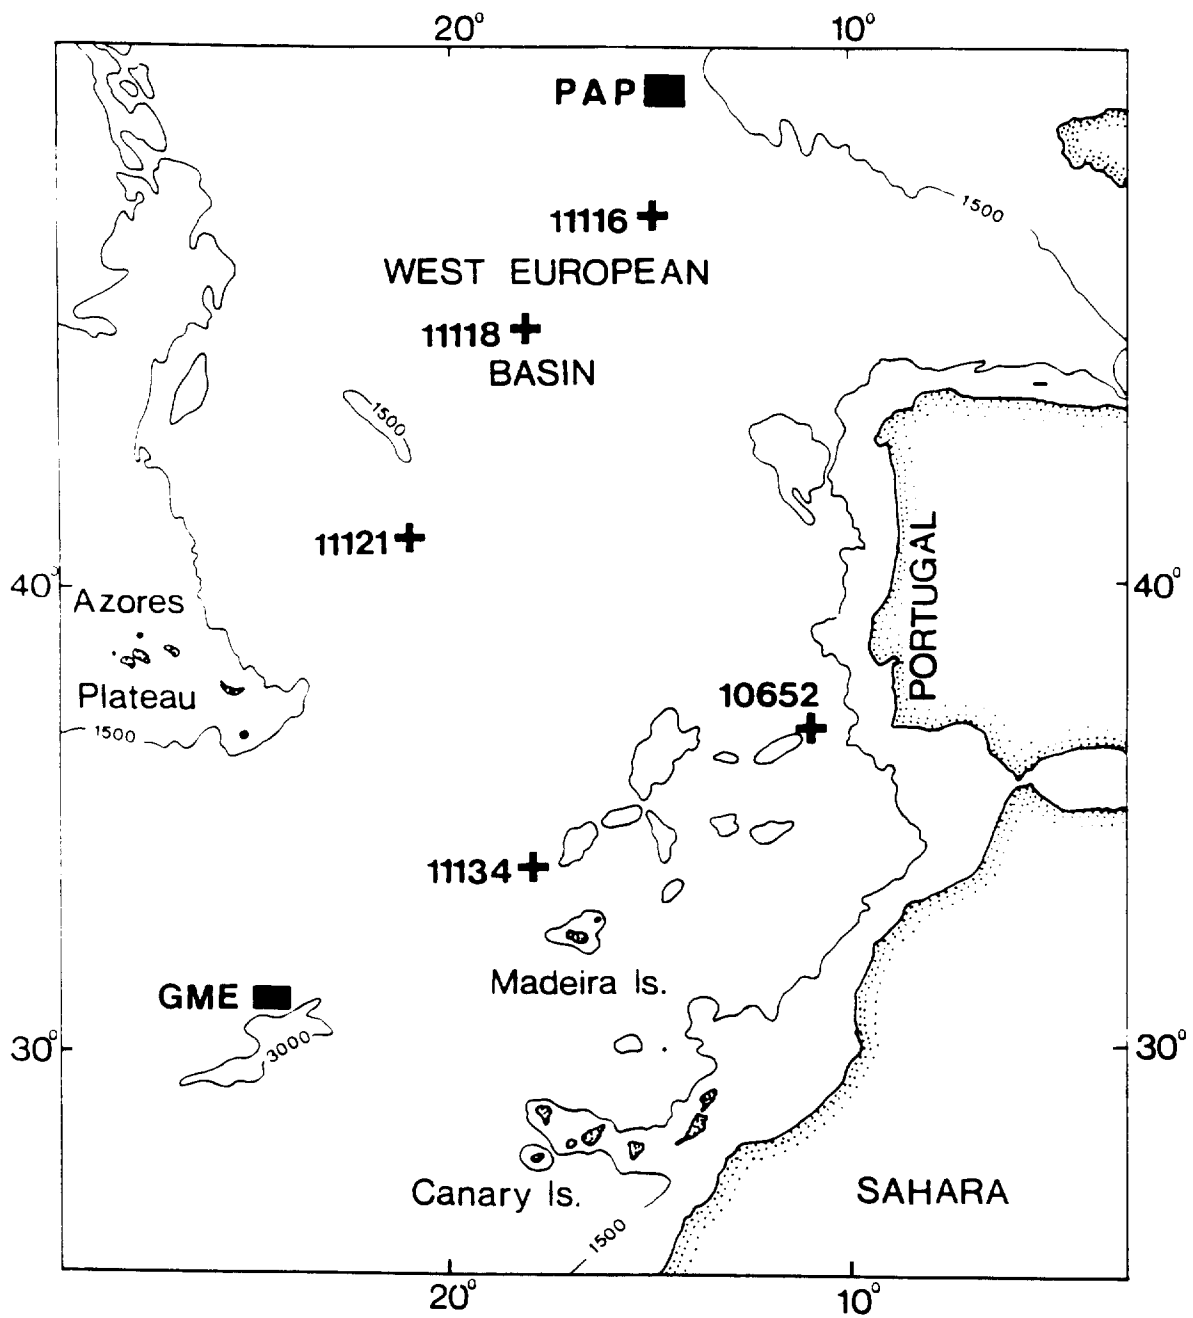 20° 10°
PAP
1500
11116
WEST EUROPEAN
11118
BASIN
1500
11121
PORTUGAL
40° 40°
Azores
Plateau
10652
1500
11134
Madeira Is.
GME
3000
30° 30°
Canary Is.
SAHARA
1500
20° 10°